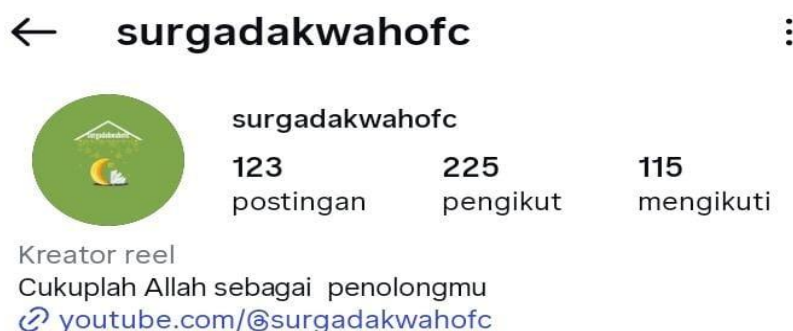 surgadakwahofc
surgadakwahofc
123 225 115
postingan pengikut mengikuti
Kreator reel
Cukuplah Allah sebagai penolongmu
youtube.com/@surgadakwahofc